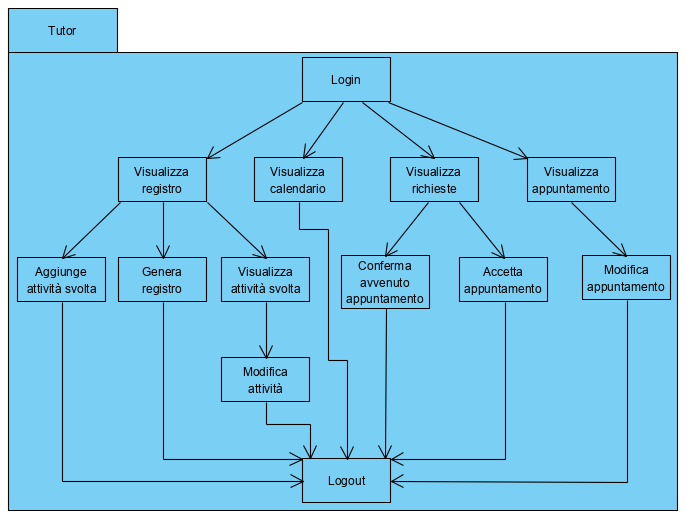 Tutor
Login
Visualizza
registro
Visualizza
calendario
Visualizza
richieste
Visualizza
appuntamento
Aggiunge
attività svolta
Genera
registro
Visualizza
attività svolta
Conferma
avvenuto
appuntamento
Accetta
appuntamento
Modifica
appuntamento
Modifica
attività
Logout